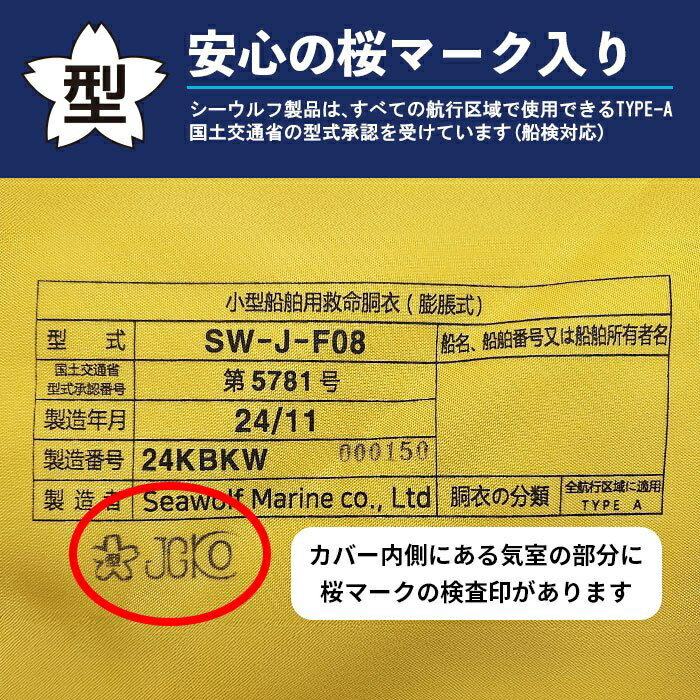 型
安心の桜マーク入り
シーウルフ製品は、すべての航行区域で使用できるTYPE-A
国土交通省の型式承認を受けています(船検対応)
小型船舶用救命胴衣(膨脹式)
型 式 SW-J-F08 船名、船舶番号又は船舶所有者名
国土交通省
型式承認番号 第5781号
製造年月 24/11
製造番号 24KBKW 000150
製造者 Seawolf Marine co., Ltd 胴衣の分類 全航行区域に適用
TYPE A
JG KO
カバー内側にある気室の部分に
桜マークの検査印があります